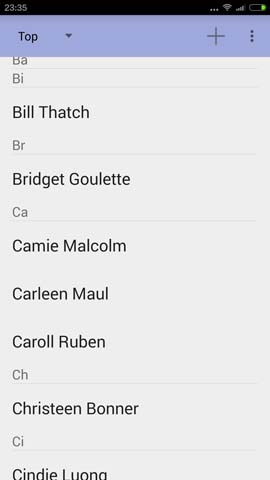 23:35
Top
Ba
Bi
Bill Thatch
Br
Bridget Goulette
Ca
Camie Malcolm
Carleen Maul
Caroll Ruben
Ch
Christeen Bonner
Ci
Cindie Luong